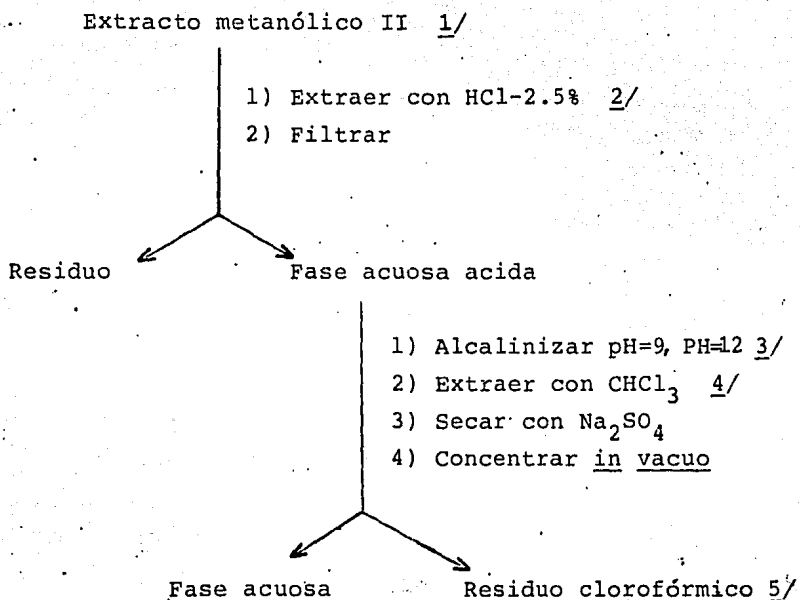 Extracto metanólico II 1/
1) Extraer con HCl-2.5% 2/
2) Filtrar
Residuo
Fase acuosa acida
1) Alcalinizar pH=9, PH=12 3/
2) Extraer con CHCl3 4/
3) Secar con Na2SO4
4) Concentrar in vacuo
Fase acuosa
Residuo clorofórmico 5/